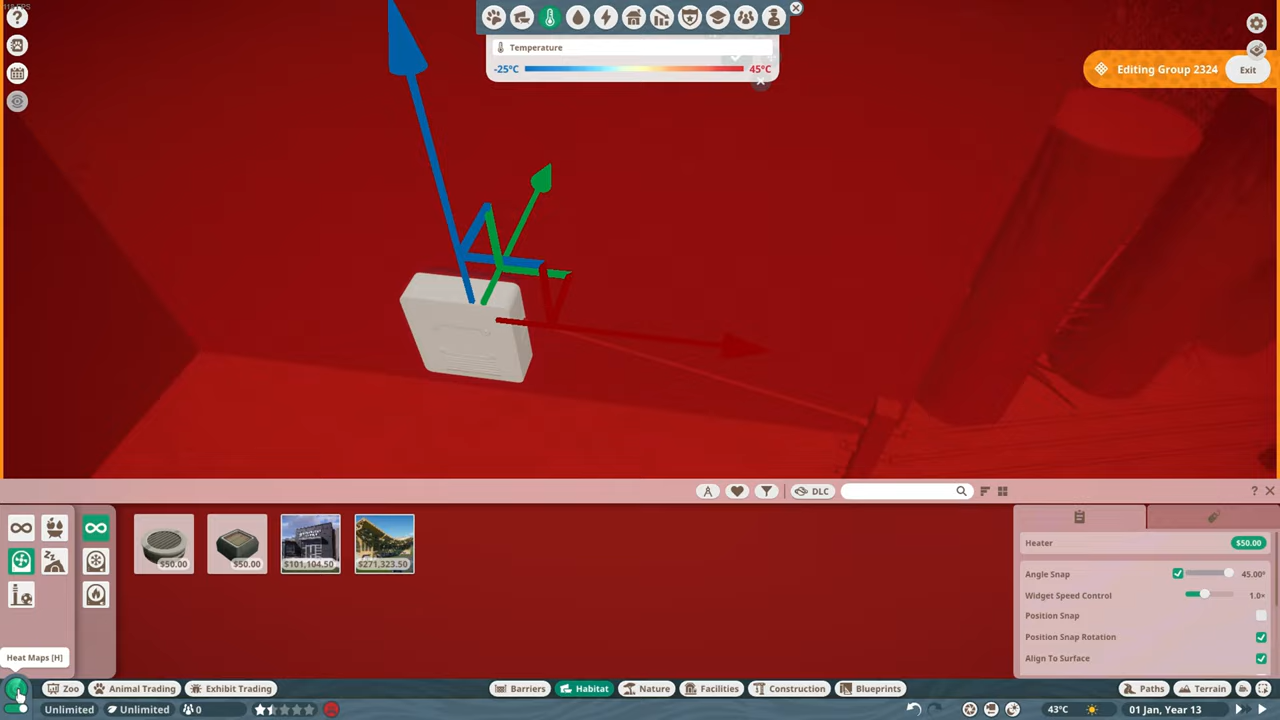 118 FPS
Temperature
-25°C
45°C
Editing Group 2324
Exit
DLC
$50.00
$50.00
$101,104.50
$271,323.50
Heater
$50.00
Angle Snap
45.00°
Widget Speed Control
1.0×
Position Snap
Position Snap Rotation
Align To Surface
Heat Maps [H]
Zoo
Animal Trading
Exhibit Trading
Barriers
Habitat
Nature
Facilities
Construction
Blueprints
Paths
Terrain
Unlimited
Unlimited
0
43°C
01 Jan, Year 13